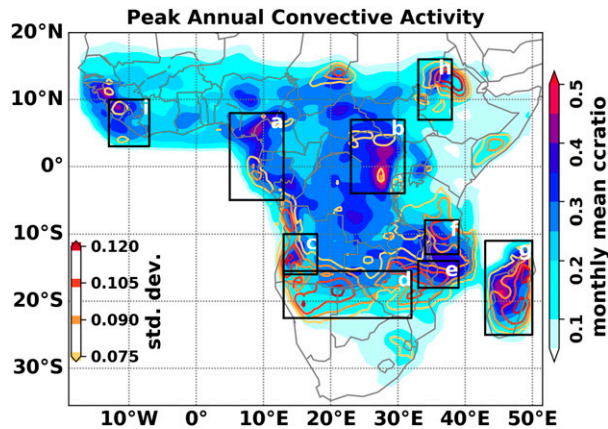 Peak Annual Convective Activity
20°N
10°N
0°
10°S
20°S
30°S
10°W
0°
10°E
20°E
30°E
40°E
50°E
a
b
c
d
e
f
g
h
i
0.120
0.105
0.090
0.075
std. dev.
0.5
0.4
0.3
0.2
0.1
monthly mean ccratio